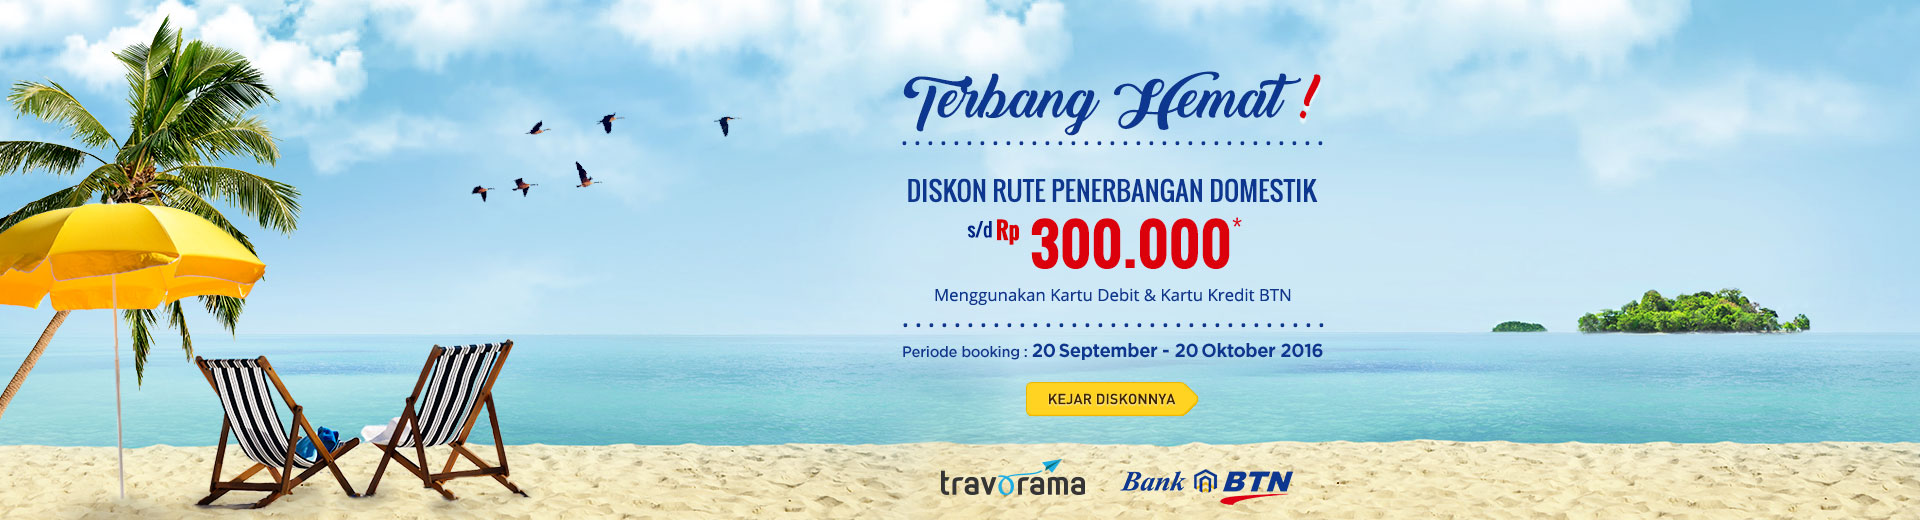 Terbang Hemat !
DISKON RUTE PENERBANGAN DOMESTIK
s/d Rp 300.000*
Menggunakan Kartu Debit & Kartu Kredit BTN
Periode booking : 20 September - 20 Oktober 2016
KEJAR DISKONNYA
travorama Bank BTN